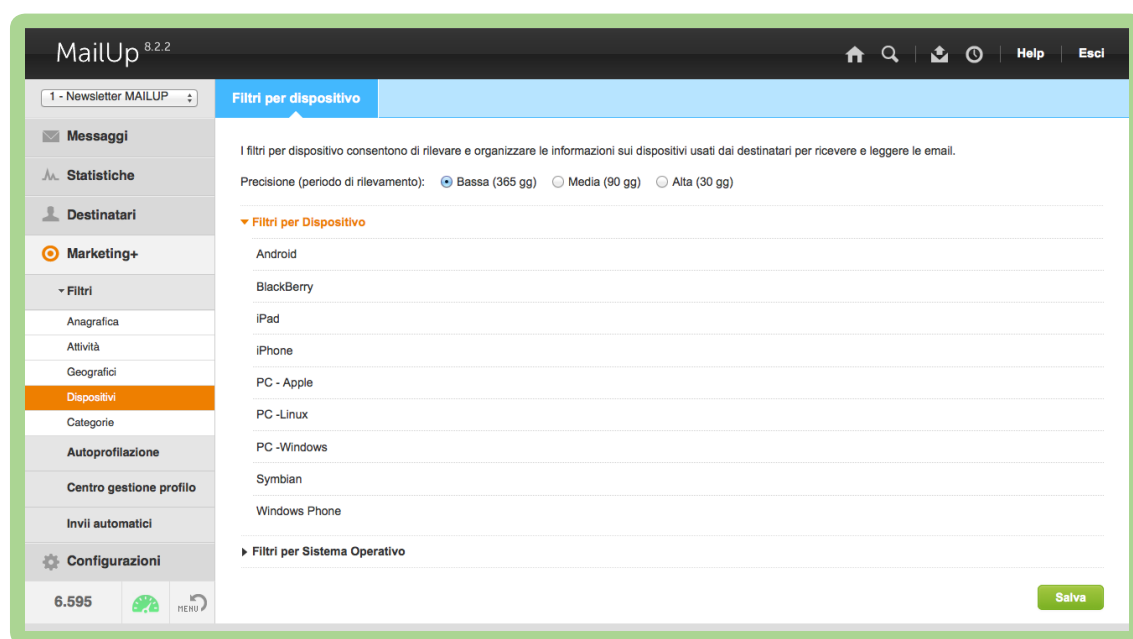 MailUp 8.2.2
Help
Esci
1 - Newsletter MAILUP
Filtri per dispositivo
Messaggi
Statistiche
Destinatari
Marketing+
Filtri
Anagrafica
Attività
Geografici
Dispositivi
Categorie
Autoprofilazione
Centro gestione profilo
Invii automatici
Configurazioni
6.595
MENU
I filtri per dispositivo consentono di rilevare e organizzare le informazioni sui dispositivi usati dai destinatari per ricevere e leggere le email.
Precisione (periodo di rilevamento): Bassa (365 gg) Media (90 gg) Alta (30 gg)
Filtri per Dispositivo
Android
BlackBerry
iPad
iPhone
PC - Apple
PC -Linux
PC -Windows
Symbian
Windows Phone
Filtri per Sistema Operativo
Salva